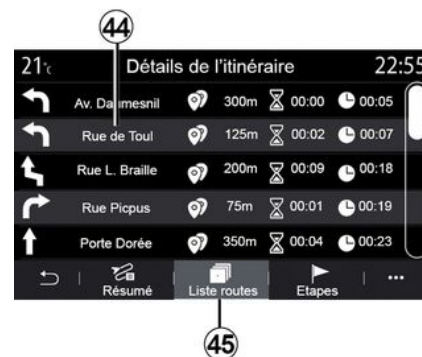 44
21°c Détails de l'itinéraire 22:55
Av. Daumesnil 300m 00:00 00:05
Rue de Toul 125m 00:02 00:07
Rue L. Braille 200m 00:09 00:18
Rue Picpus 75m 00:01 00:19
Porte Dorée 350m 00:04 00:23
Résumé Liste routes Etapes ...
45